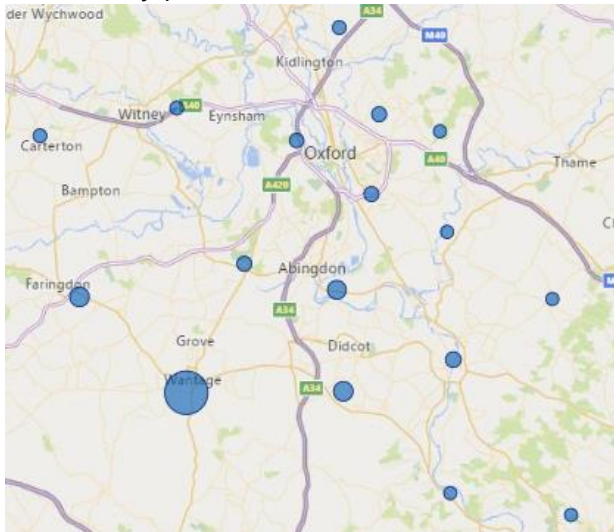 der Wychwood
A34
M40
Kidlington
Witney
A40
Eynsham
Carterton
Oxford
A40
Thame
A420
Bampton
Abingdon
Faringdon
A34
Grove
Didcot
Wantage
A34